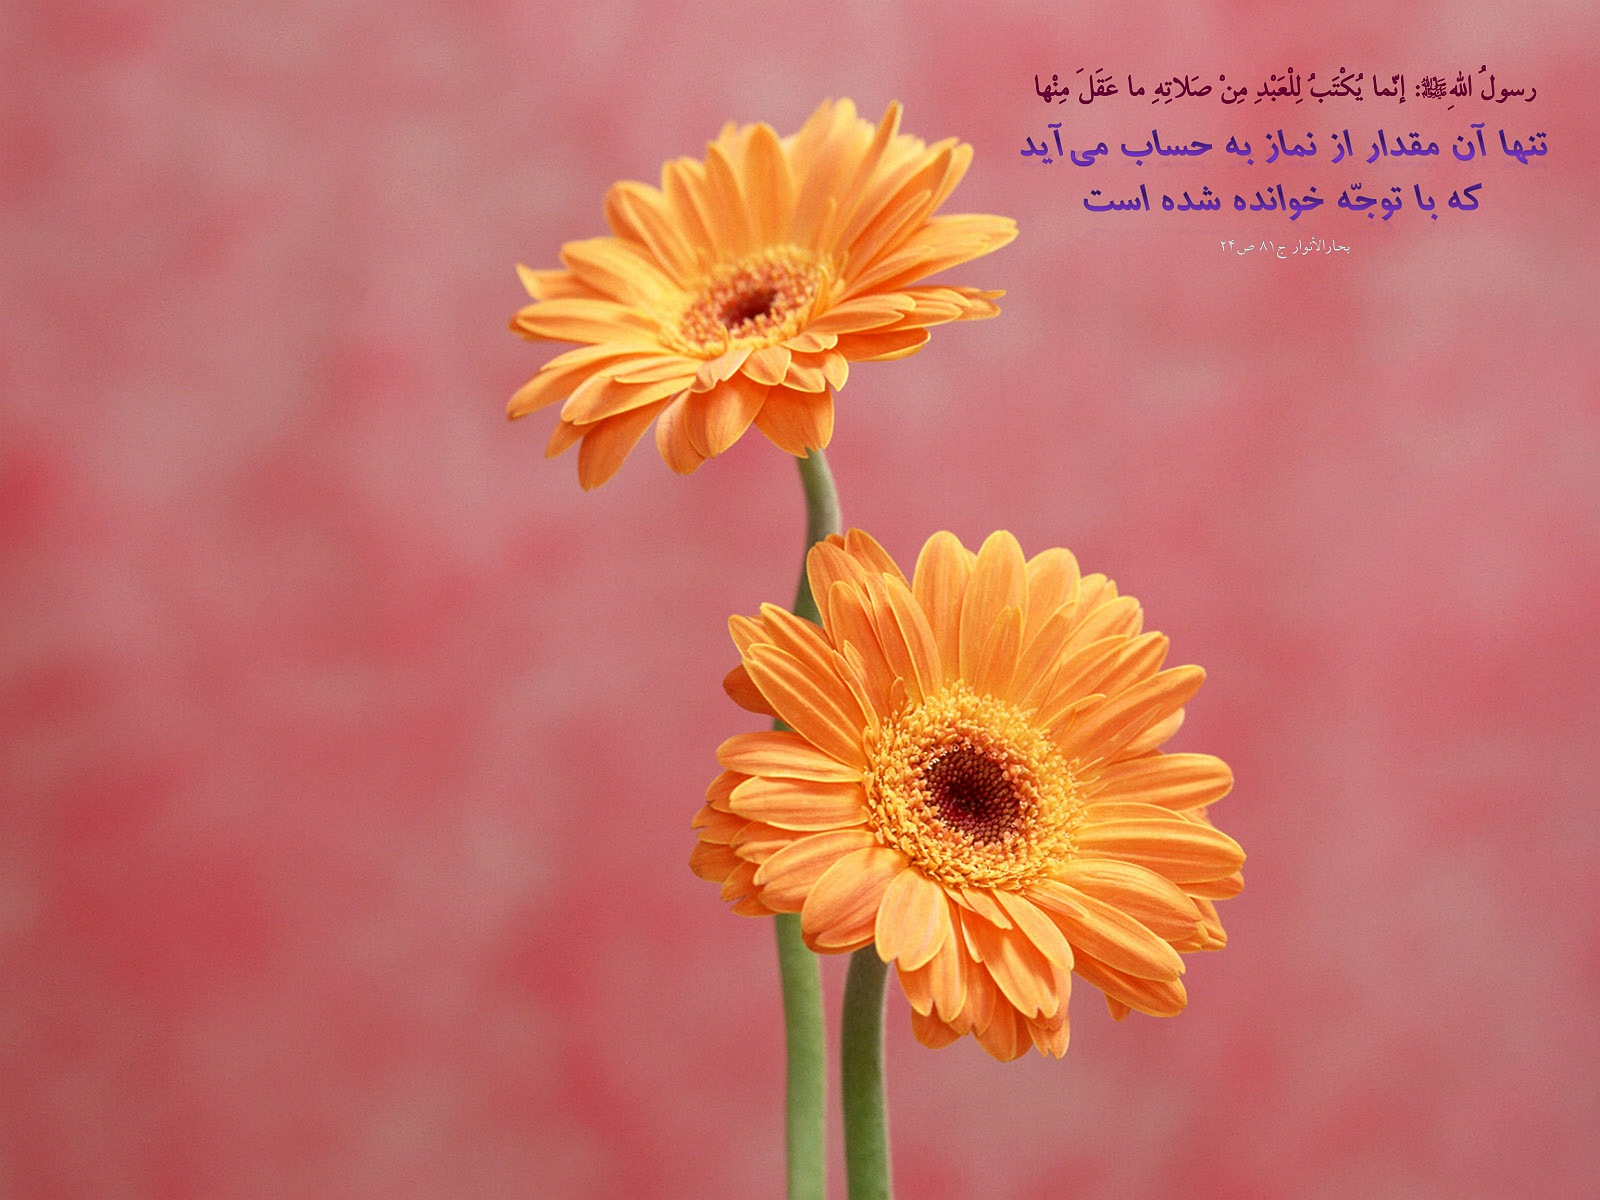 رسولُ اللهِ ﷺ: إنّما يُكْتَبُ لِلْعَبْدِ مِنْ صَلاتِهِ ما عَقَلَ مِنْها
تنها آن مقدار از نماز به حساب می‌آید
که با توجّه خوانده شده است
بحارالأنوار ج۸۱ ص۲۴